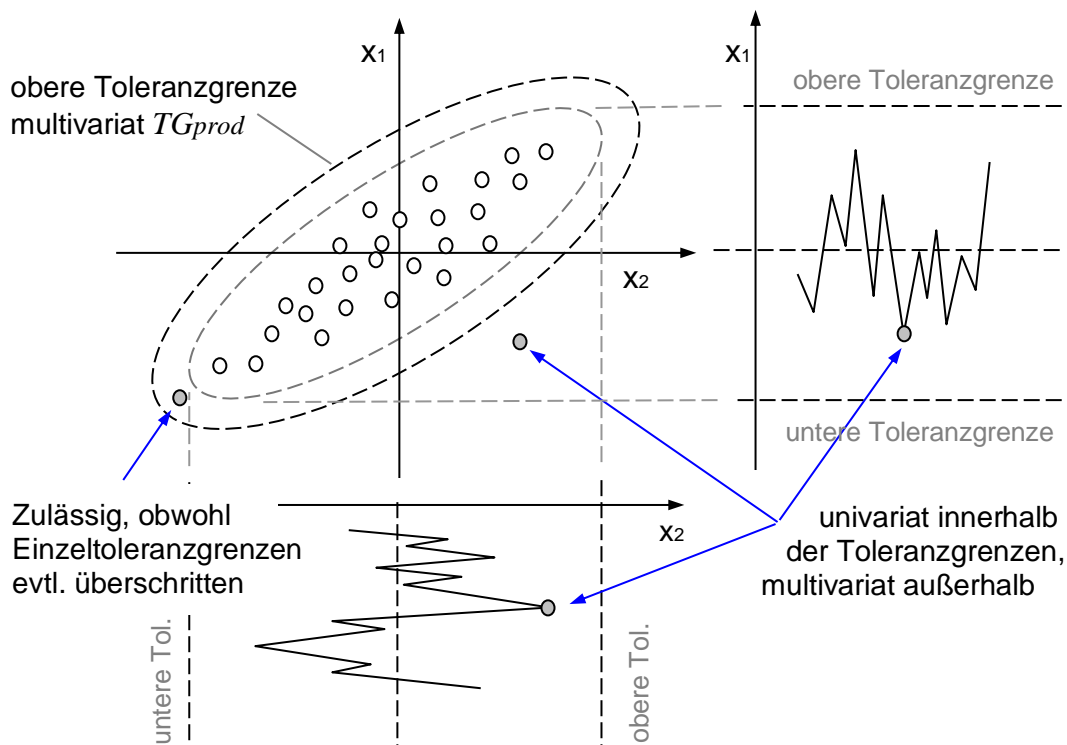 x1
x1
obere Toleranzgrenze
obere Toleranzgrenze
multivariat TGprod
x2
untere Toleranzgrenze
Zulässig, obwohl
Einzeltoleranzgrenzen
evtl. überschritten
x2
univariat innerhalb
der Toleranzgrenzen,
multivariat außerhalb
untere Tol.
obere Tol.